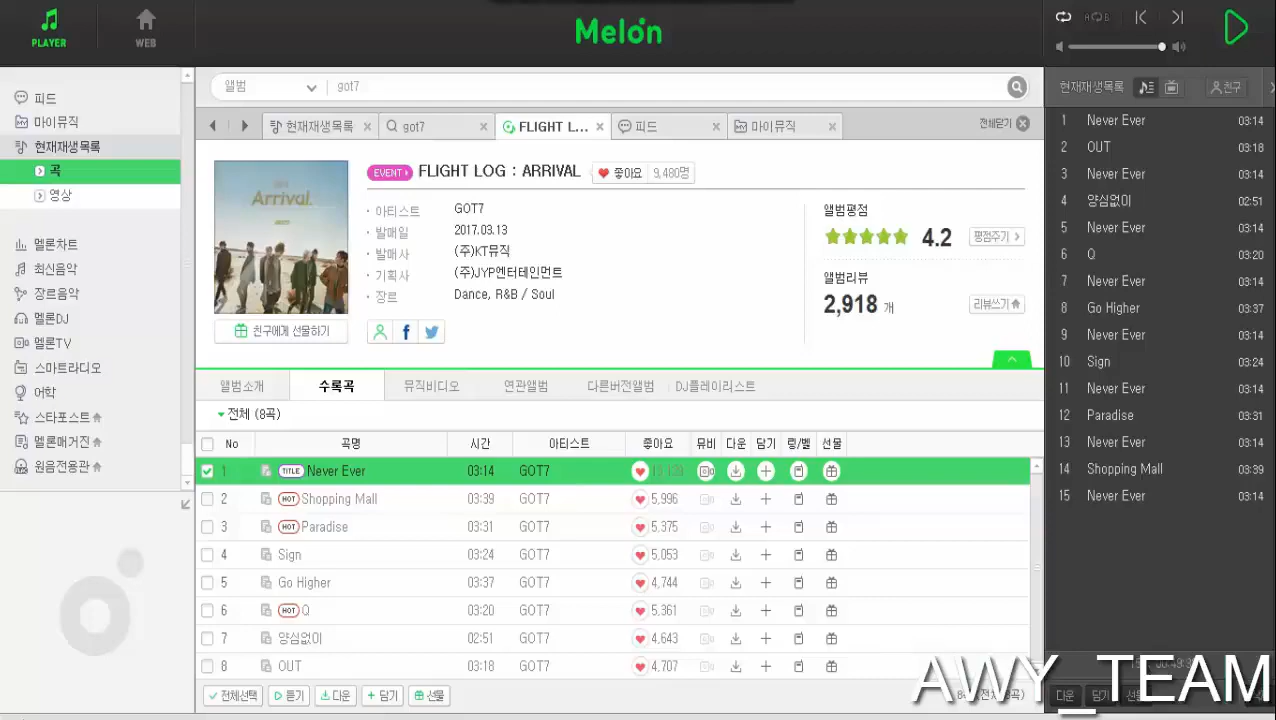 PLAYER
WEB
Melon
앨범
got7
현재재생목록
got7
FLIGHT L...
피드
마이뮤직
전체닫기
피드
마이뮤직
현재재생목록
곡
영상
멜론차트
최신음악
장르음악
멜론DJ
멜론TV
스마트라디오
어학
스타포스트
멜론매거진
원음전용관
Arrival
EVENT
FLIGHT LOG : ARRIVAL
좋아요 9,480명
아티스트 GOT7
발매일 2017.03.13
발매사 (주)KT뮤직
기획사 (주)JYP엔터테인먼트
장르 Dance, R&B / Soul
친구에게 선물하기
앨범평점
4.2 평점주기
앨범리뷰
2,918 개 리뷰쓰기
앨범소개 수록곡 뮤직비디오 연관앨범 다른버전앨범 DJ플레이리스트
전체 (8곡)
No 곡명 시간 아티스트 좋아요 뮤비 다운 담기 링/벨 선물
1 TITLE Never Ever 03:14 GOT7
2 HOT Shopping Mall 03:39 GOT7 5,996
3 HOT Paradise 03:31 GOT7 5,375
4 Sign 03:24 GOT7 5,053
5 Go Higher 03:37 GOT7 4,744
6 HOT Q 03:20 GOT7 5,361
7 양심없이 02:51 GOT7 4,643
8 OUT 03:18 GOT7 4,707
전체선택 듣기 다운 담기 선물
현재재생목록 친구
1 Never Ever 03:14
2 OUT 03:18
3 Never Ever 03:14
4 양심없이 02:51
5 Never Ever 03:14
6 Q 03:20
7 Never Ever 03:14
8 Go Higher 03:37
9 Never Ever 03:14
10 Sign 03:24
11 Never Ever 03:14
12 Paradise 03:31
13 Never Ever 03:14
14 Shopping Mall 03:39
15 Never Ever 03:14
다운 담기
AWY_TEAM